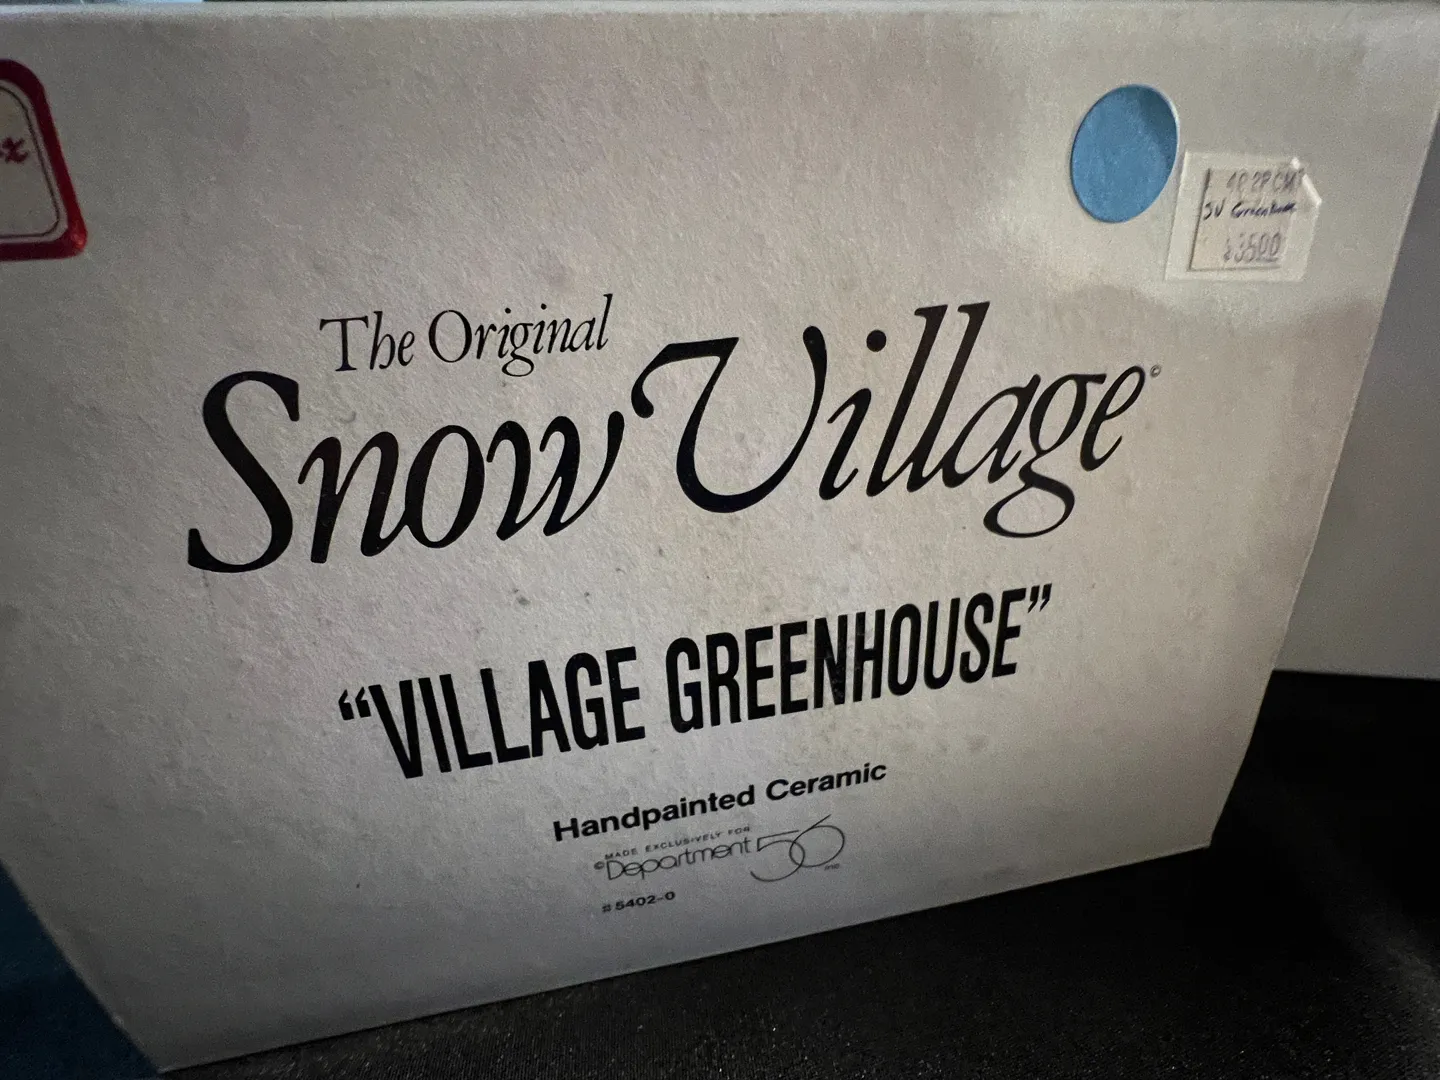 The Original
Snow Village©
“VILLAGE GREENHOUSE”
Handpainted Ceramic
MADE EXCLUSIVELY FOR
©Department 56 INC.
#5402-0
SV Greenhouse
$35.00